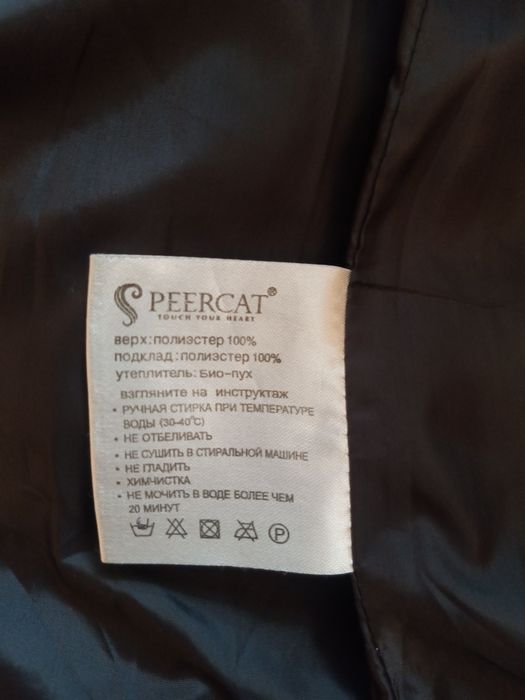 PEERCAT®
TOUCH YOUR HEART
верх:полиэстер 100%
подклад:полиэстер 100%
утеплитель: Био-пух
взгляните на инструктаж
• РУЧНАЯ СТИРКА ПРИ ТЕМПЕРАТУРЕ
ВОДЫ (30-40°C)
• НЕ ОТБЕЛИВАТЬ
• НЕ СУШИТЬ В СТИРАЛЬНОЙ МАШИНЕ
• НЕ ГЛАДИТЬ
• ХИМЧИСТКА
• НЕ МОЧИТЬ В ВОДЕ БОЛЕЕ ЧЕМ
20 МИНУТ
P